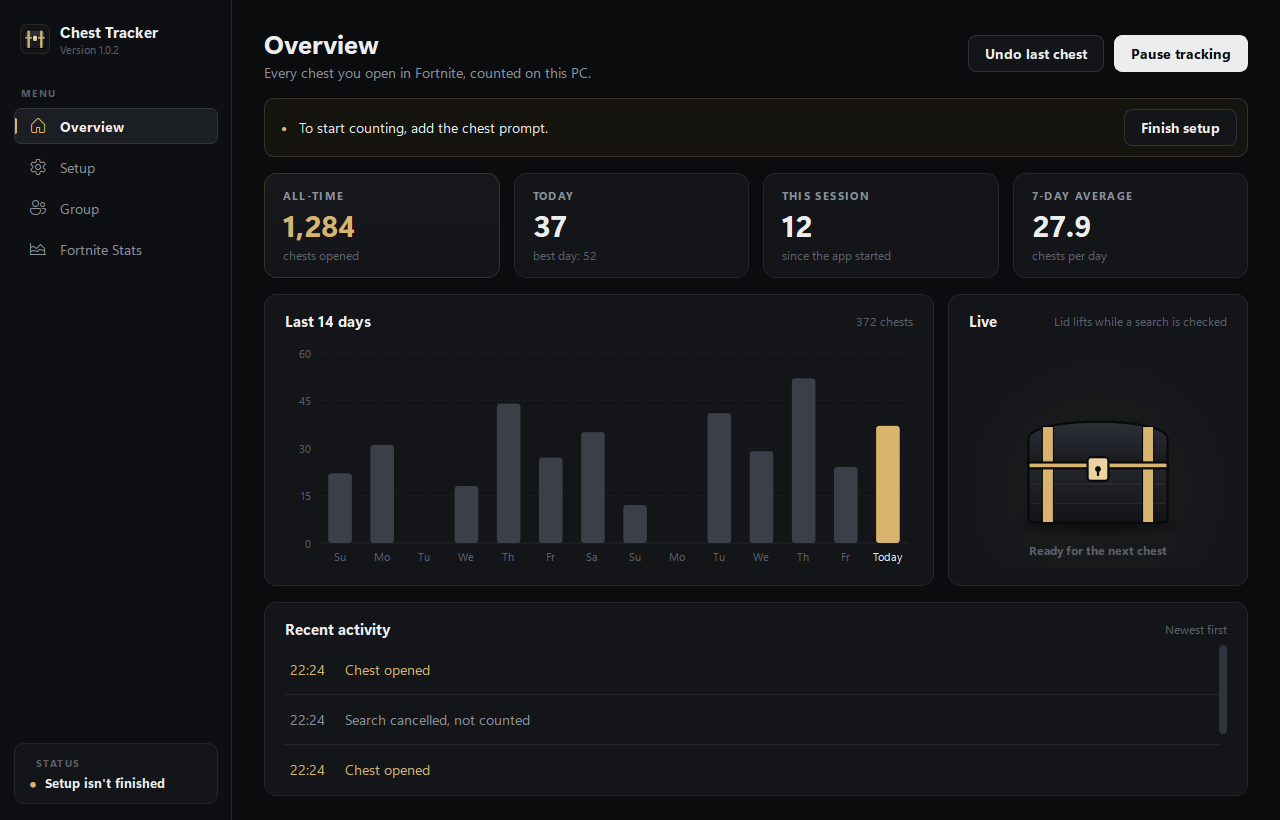 Chest Tracker
Version 1.0.2
MENU
Overview
Setup
Group
Fortnite Stats
STATUS
Setup isn't finished
Overview
Every chest you open in Fortnite, counted on this PC.
Undo last chest
Pause tracking
To start counting, add the chest prompt.
Finish setup
ALL-TIME
1,284
chests opened
TODAY
37
best day: 52
THIS SESSION
12
since the app started
7-DAY AVERAGE
27.9
chests per day
Last 14 days
372 chests
60
45
30
15
0
Su Mo Tu We Th Fr Sa Su Mo Tu We Th Fr Today
Live
Lid lifts while a search is checked
Ready for the next chest
Recent activity
Newest first
22:24 Chest opened
22:24 Search cancelled, not counted
22:24 Chest opened